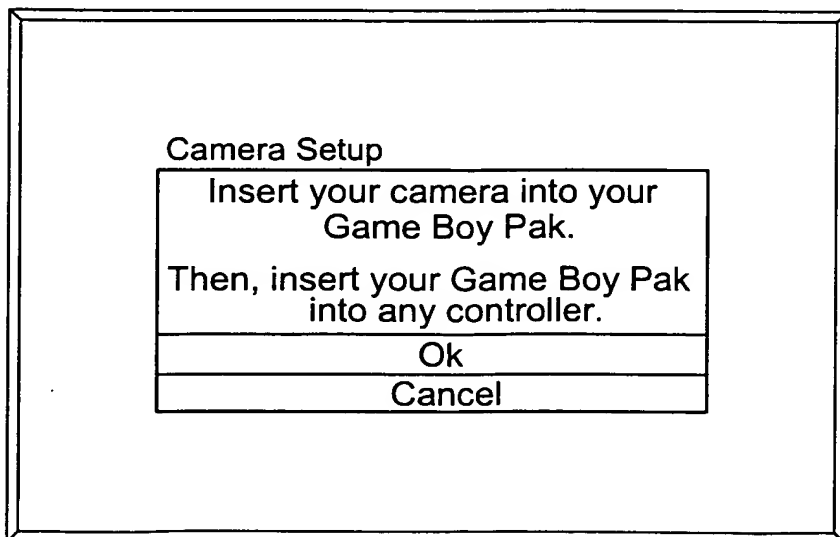 Camera Setup
Insert your camera into your
Game Boy Pak.
Then, insert your Game Boy Pak
into any controller.
Ok
Cancel